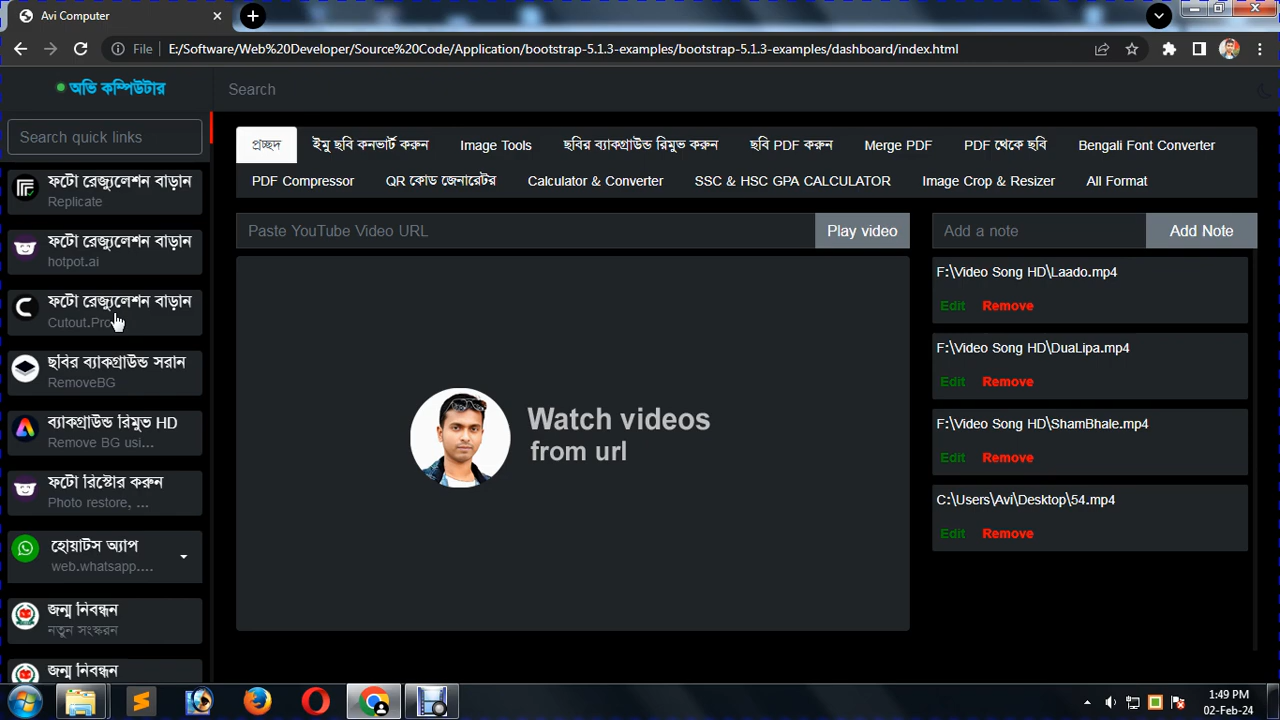 Avi Computer
File
E:/Software/Web%20Developer/Source%20Code/Application/bootstrap-5.1.3-examples/bootstrap-5.1.3-examples/dashboard/index.html
অভি কম্পিউটার
Search
Search quick links
ফটো রেজ্যুলেশন বাড়ান
Replicate
ফটো রেজ্যুলেশন বাড়ান
hotpot.ai
ফটো রেজ্যুলেশন বাড়ান
Cutout.Pro
ছবির ব্যাকগ্রাউন্ড সরান
RemoveBG
ব্যাকগ্রাউন্ড রিমুভ HD
Remove BG usi...
ফটো রিস্টোর করুন
Photo restore, ...
হোয়াটস অ্যাপ
web.whatsapp....
জন্ম নিবন্ধন
নতুন সংস্করন
জন্ম নিবন্ধন
প্রচ্ছদ ইমু ছবি কনভার্ট করুন Image Tools ছবির ব্যাকগ্রাউন্ড রিমুভ করুন ছবি PDF করুন Merge PDF PDF থেকে ছবি Bengali Font Converter
PDF Compressor QR কোড জেনারেটর Calculator & Converter SSC & HSC GPA CALCULATOR Image Crop & Resizer All Format
Paste YouTube Video URL Play video
Watch videos
from url
Add a note Add Note
F:\Video Song HD\Laado.mp4
Edit Remove
F:\Video Song HD\DuaLipa.mp4
Edit Remove
F:\Video Song HD\ShamBhale.mp4
Edit Remove
C:\Users\Avi\Desktop\54.mp4
Edit Remove
1:49 PM
02-Feb-24